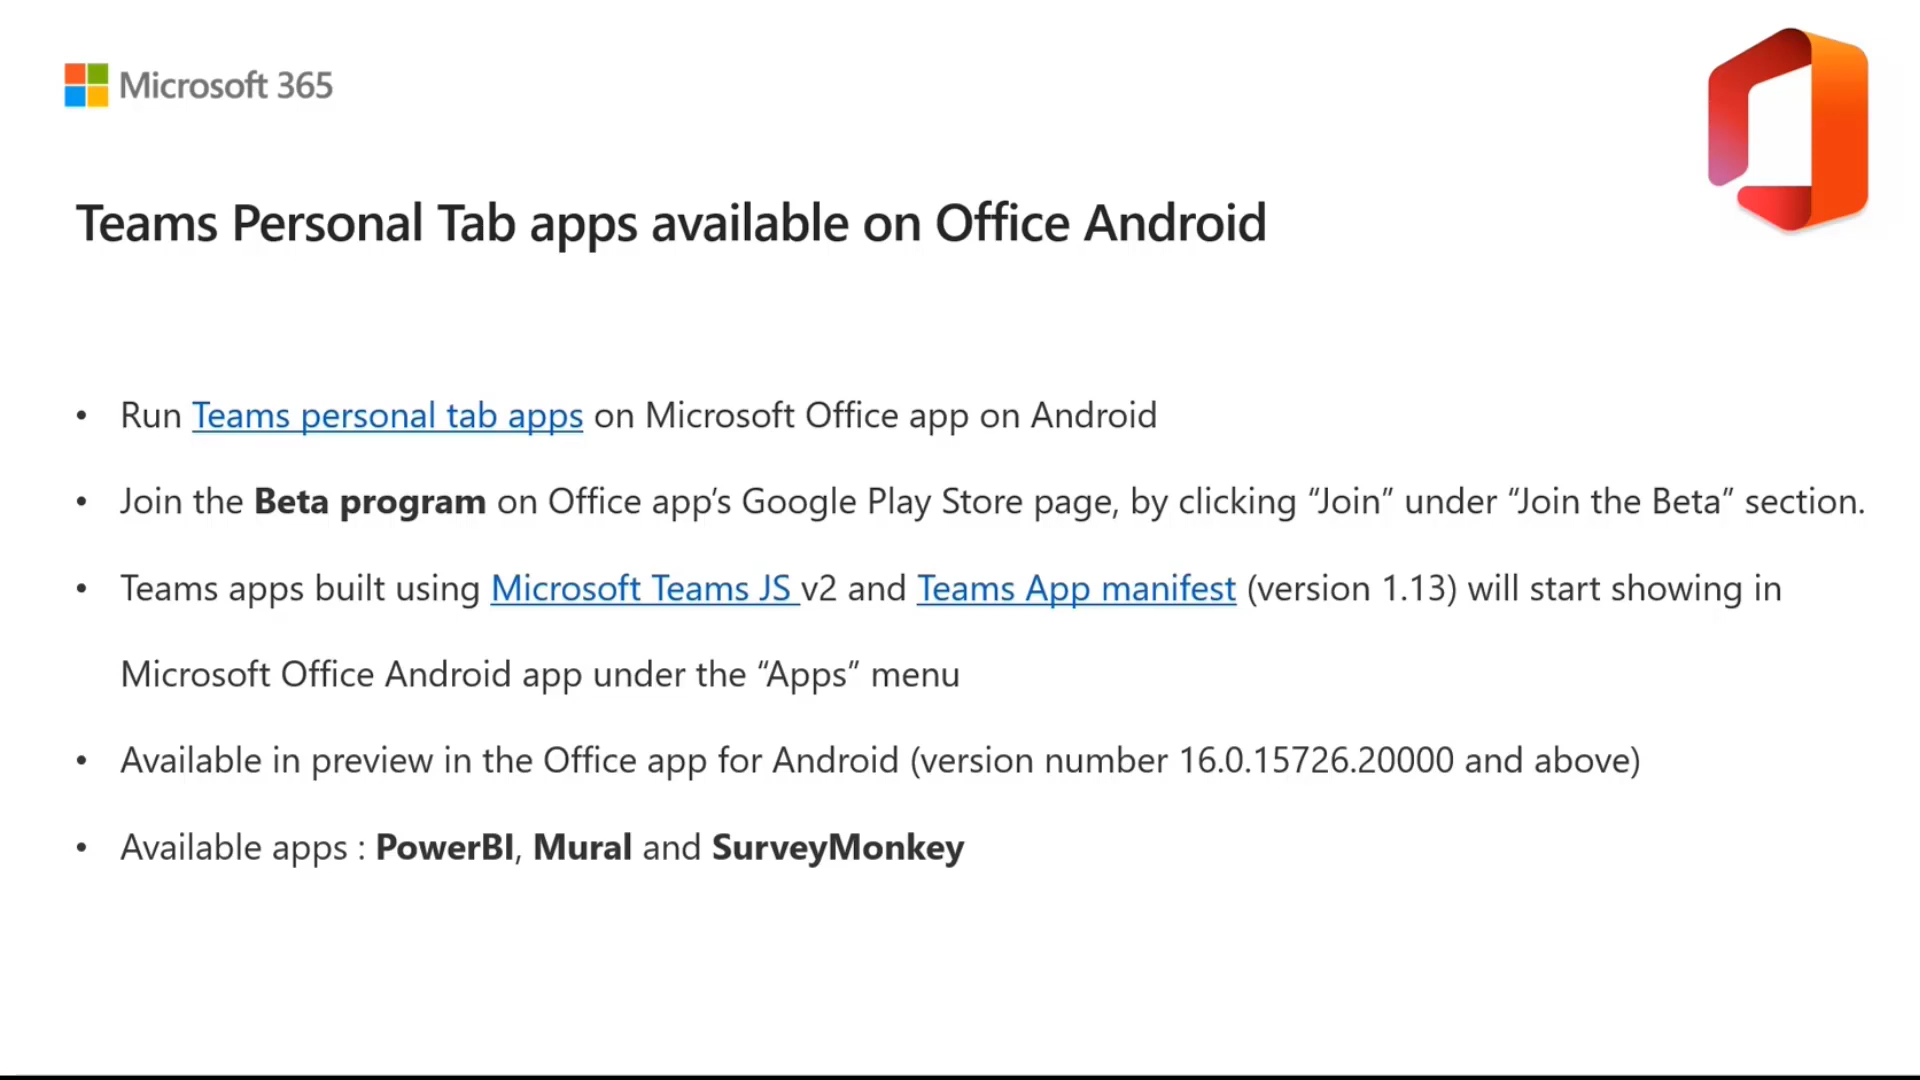 Microsoft 365
Teams Personal Tab apps available on Office Android
• Run Teams personal tab apps on Microsoft Office app on Android
• Join the Beta program on Office app’s Google Play Store page, by clicking “Join” under “Join the Beta” section.
• Teams apps built using Microsoft Teams JS v2 and Teams App manifest (version 1.13) will start showing in
Microsoft Office Android app under the “Apps” menu
• Available in preview in the Office app for Android (version number 16.0.15726.20000 and above)
• Available apps : PowerBI, Mural and SurveyMonkey